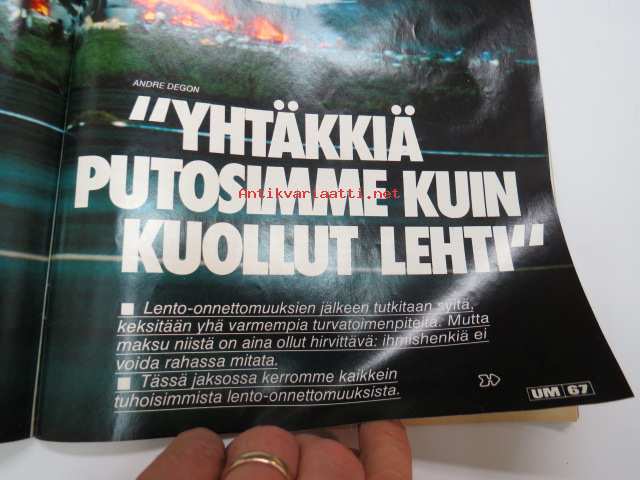 ANDRE DEGON
"YHTÄKKIÄ
PUTOSIMME KUIN
Antikvariaatti.net
KUOLLUT LEHTI"
■ Lento-onnettomuuksien jälkeen tutkitaan syitä,
keksitään yhä varmempia turvatoimenpiteitä. Mutta
maksu niistä on aina ollut hirvittävä: ihmishenkiä ei
voida rahassa mitata.
■ Tässä jaksossa kerromme kaikkein
tuhoisimmista lento-onnettomuuksista.
UM 67